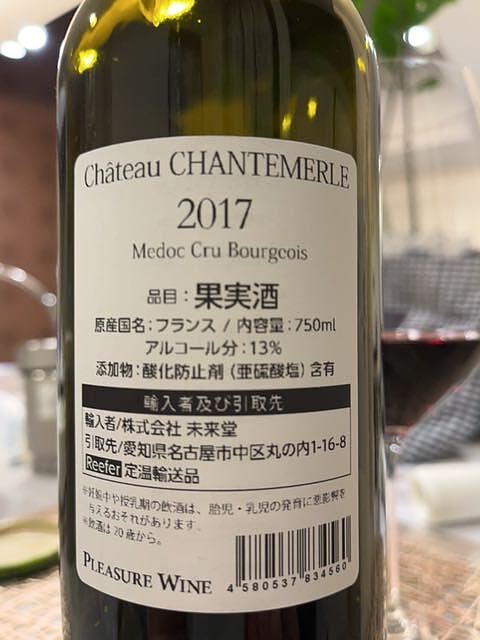 Château CHANTEMERLE
2017
Medoc Cru Bourgeois
品目：果実酒
原産国名：フランス / 内容量：750ml
アルコール分：13%
添加物：酸化防止剤（亜硫酸塩）含有
輸入者及び引取先
輸入者/株式会社 未来堂
引取先/愛知県名古屋市中区丸の内1-16-8
Reefer 定温輸送品
※妊娠中や授乳期の飲酒は、胎児・乳児の発育に悪影響を
与えるおそれがあります。
※飲酒は20歳から。
PLEASURE WINE
4 580537 834560